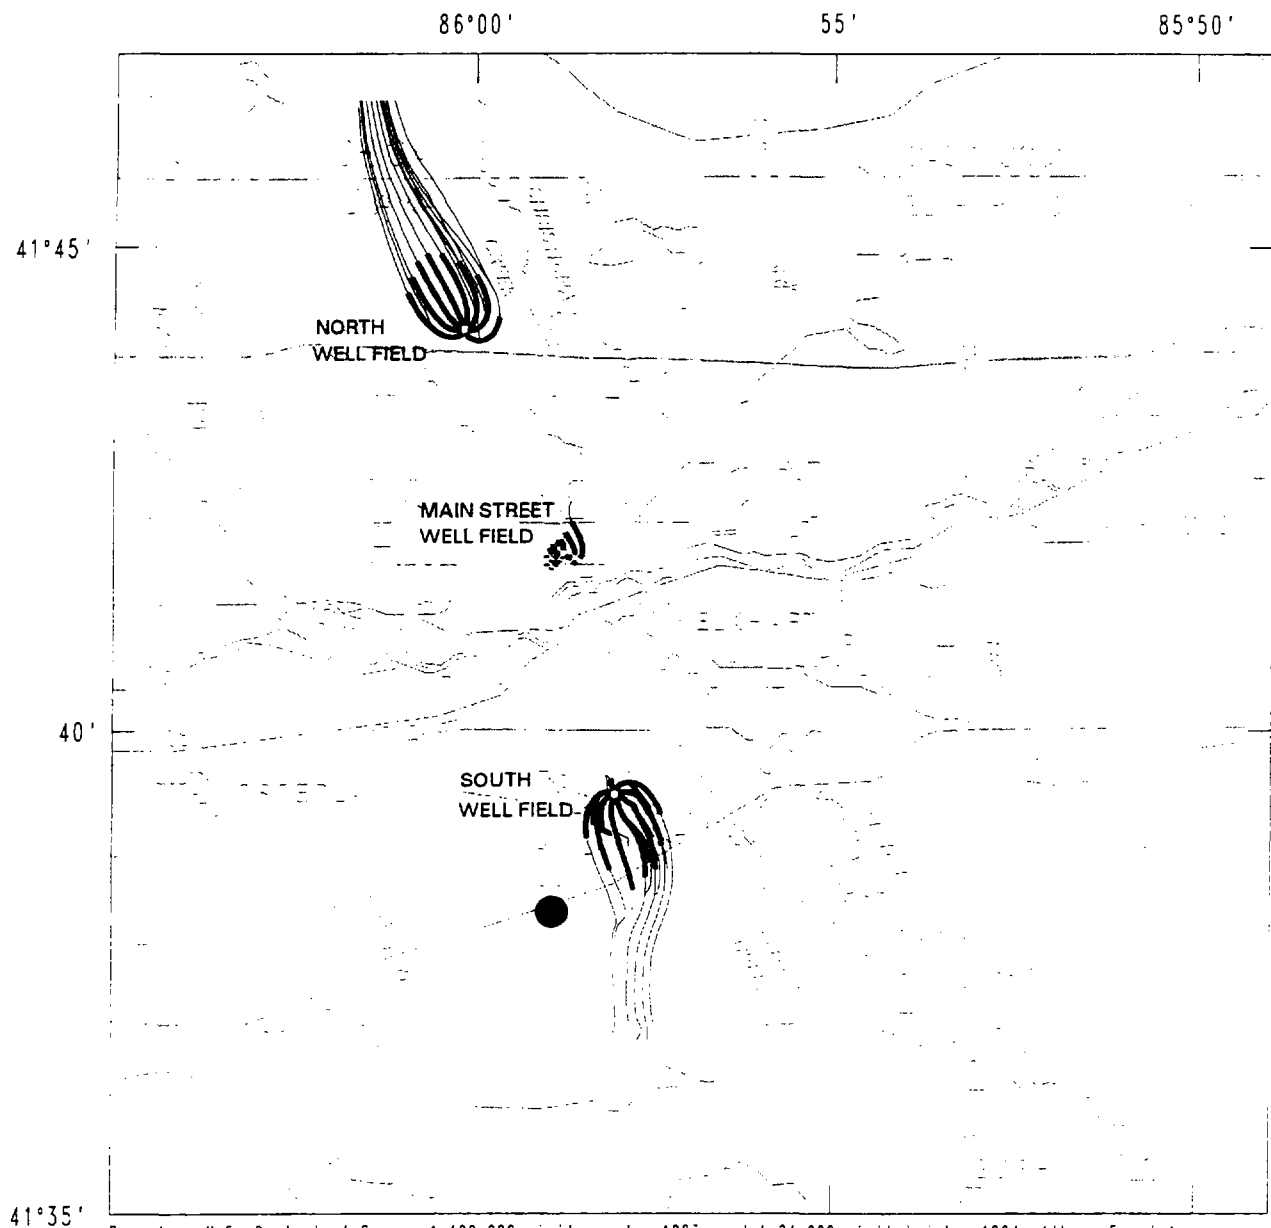 86°00' 55' 85°50'
41°45'
NORTH
WELL FIELD
MAIN STREET
WELL FIELD
40'
SOUTH
WELL FIELD
41°35'